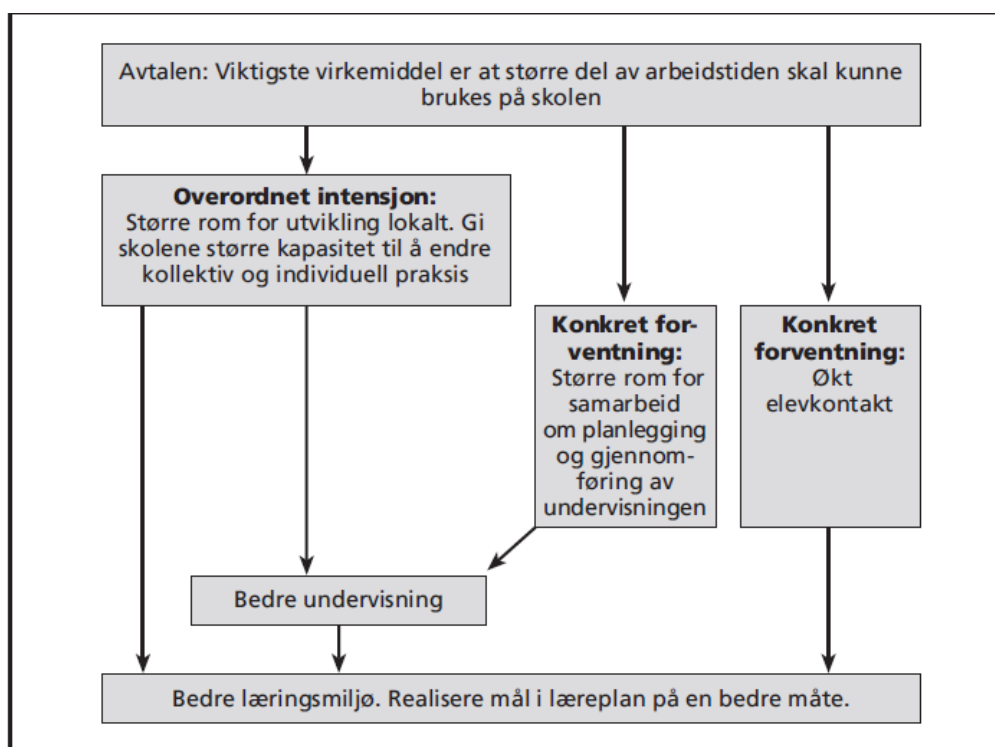 Avtalen: Viktigste virkemiddel er at større del av arbeidstiden skal kunne
brukes på skolen
Overordnet intensjon:
Større rom for utvikling lokalt. Gi
skolene større kapasitet til å endre
kollektiv og individuell praksis
Konkret for-
ventning:
Større rom for
samarbeid
om planlegging
og gjennom-
føring av
undervisningen
Konkret
forventning:
Økt
elevkontakt
Bedre undervisning
Bedre læringsmiljø. Realisere mål i læreplan på en bedre måte.